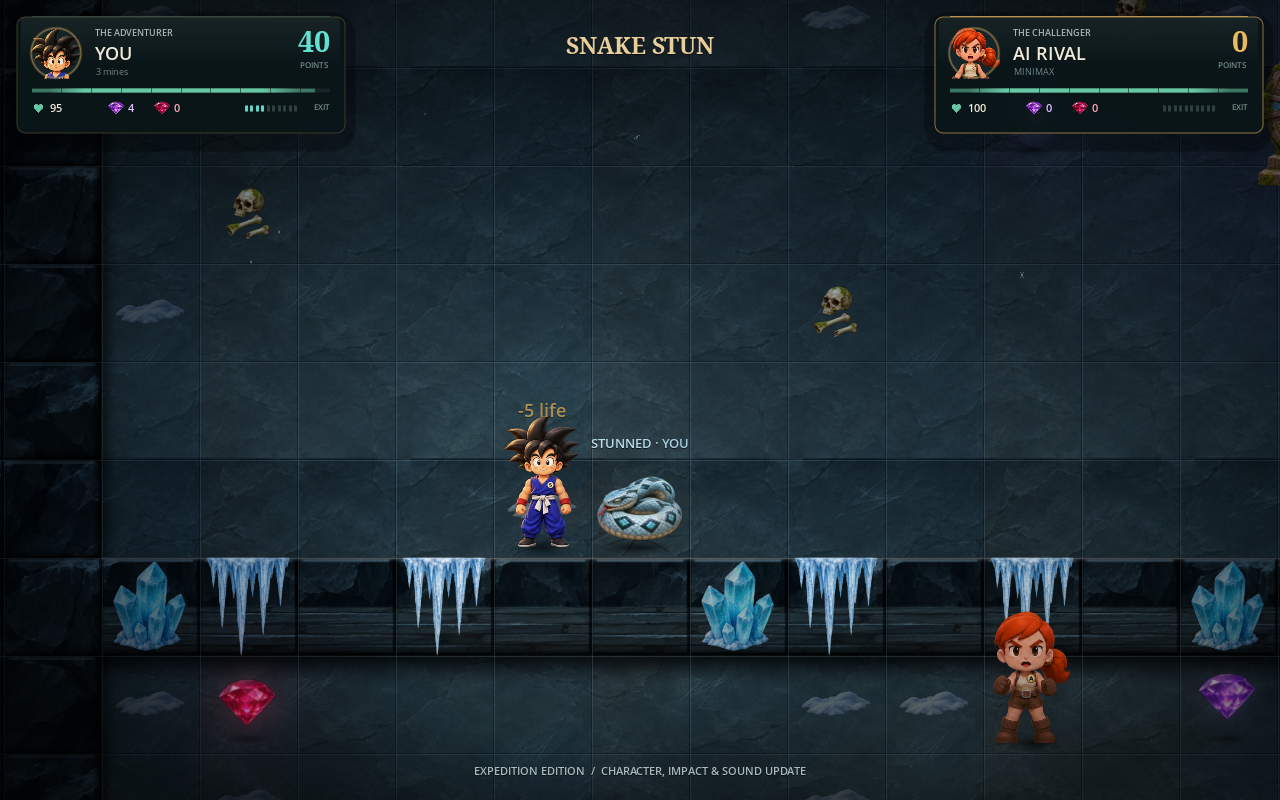 THE ADVENTURER
YOU
3 mines
40
POINTS
95
4
0
EXIT
SNAKE STUN
THE CHALLENGER
AI RIVAL
MINIMAX
0
POINTS
100
0
0
EXIT
-5 life
STUNNED · YOU
EXPEDITION EDITION / CHARACTER, IMPACT & SOUND UPDATE